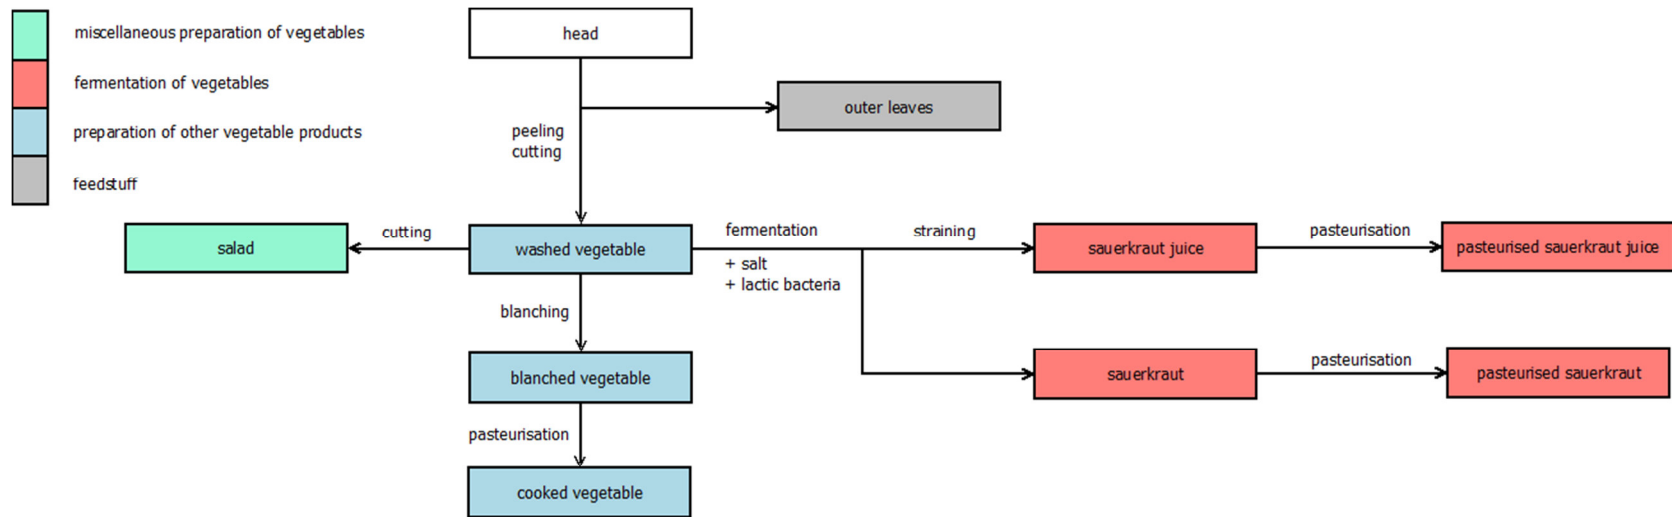 miscellaneous preparation of vegetables
fermentation of vegetables
preparation of other vegetable products
feedstuff
head
outer leaves
peeling
cutting
salad
cutting
washed vegetable
fermentation
+ salt
+ lactic bacteria
straining
sauerkraut juice
pasteurisation
pasteurised sauerkraut juice
blanching
blanched vegetable
sauerkraut
pasteurisation
pasteurised sauerkraut
pasteurisation
cooked vegetable